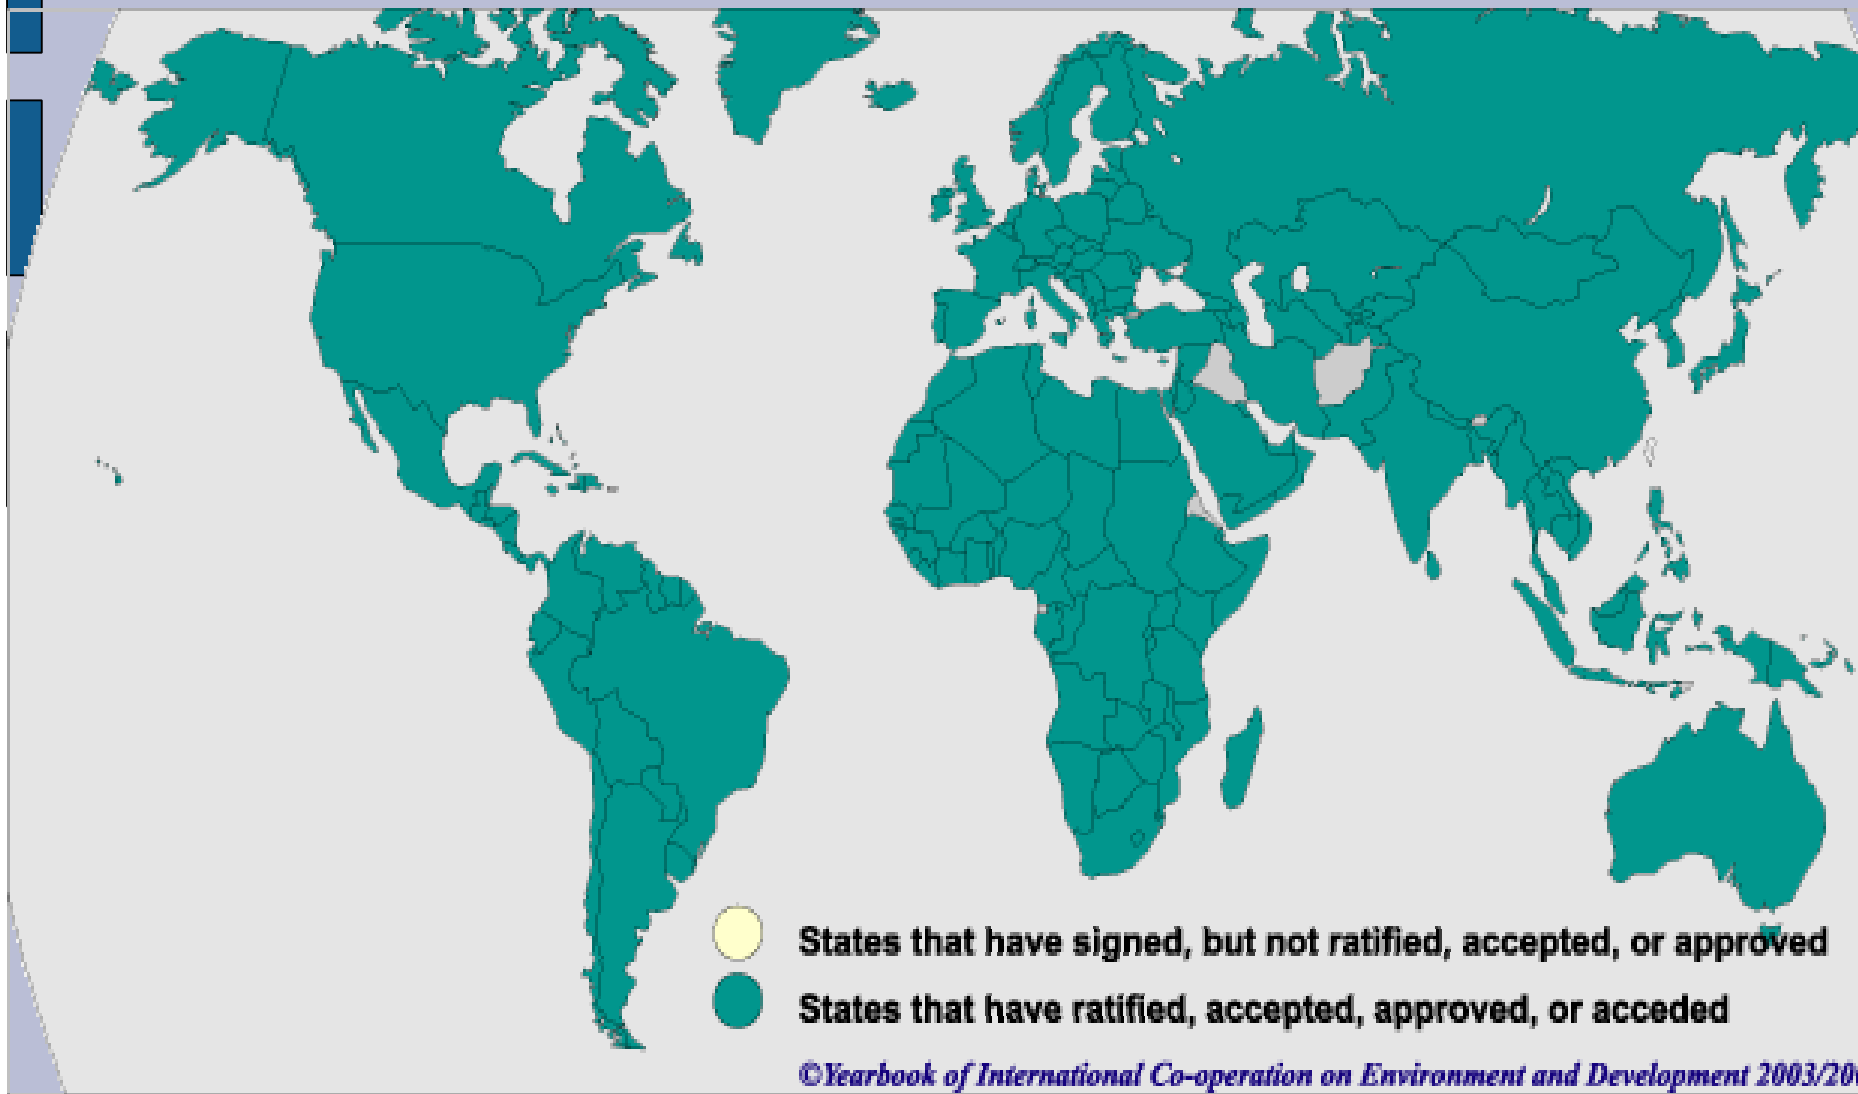 States that have signed, but not ratified, accepted, or approved
States that have ratified, accepted, approved, or acceded
©Yearbook of International Co-operation on Environment and Development 2003/20